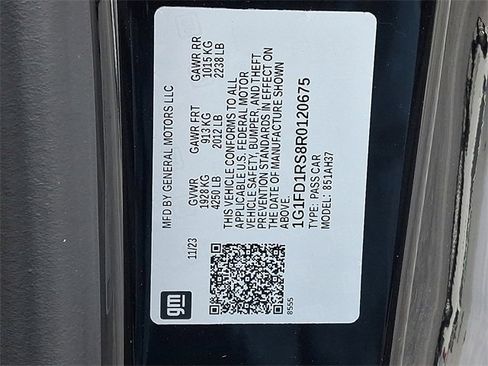 gm
MFD BY GENERAL MOTORS LLC
11/23
GVWR GAWR FRT GAWR RR
1928 KG 913 KG 1015 KG
4250 LB 2012 LB 2238 LB
THIS VEHICLE CONFORMS TO ALL
APPLICABLE U.S. FEDERAL MOTOR
VEHICLE SAFETY, BUMPER, AND THEFT
PREVENTION STANDARDS IN EFFECT ON
THE DATE OF MANUFACTURE SHOWN
ABOVE.
1G1FD1RS8R0120675
TYPE: PASS CAR
MODEL: 851AH37
8555